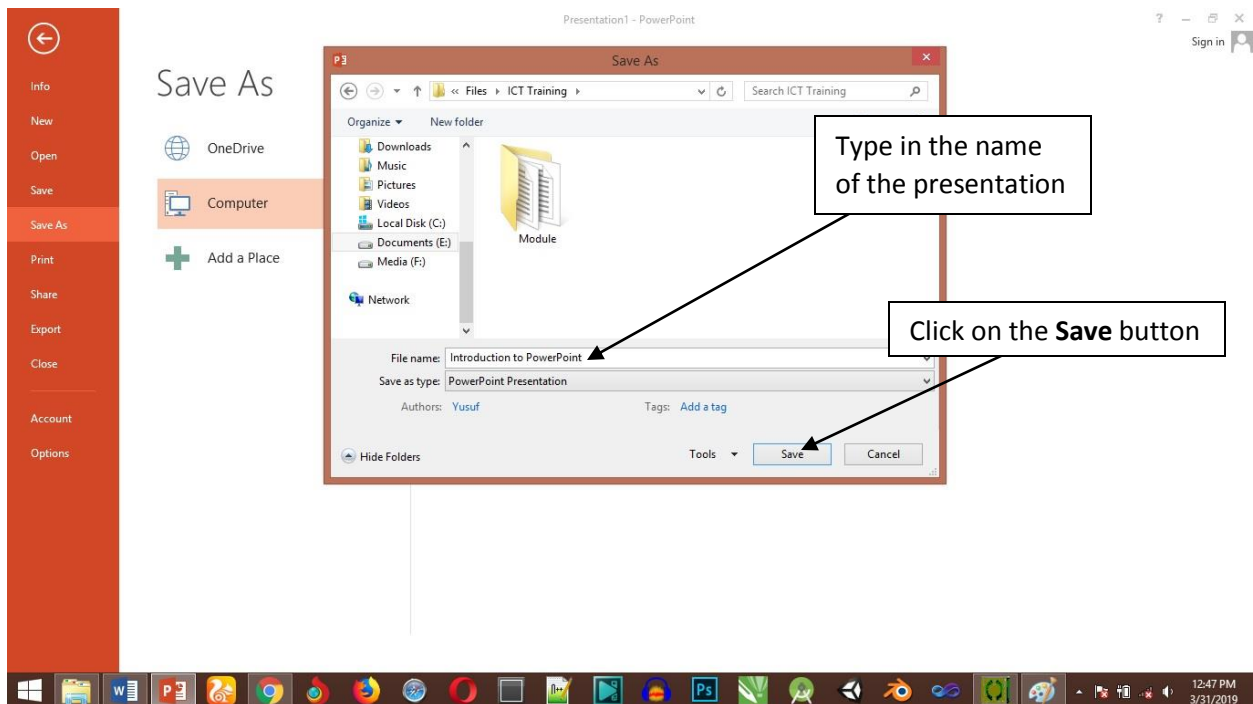 Presentation1 - PowerPoint
?
Sign in
Info
New
Open
Save
Save As
Print
Share
Export
Close
Account
Options
Save As
OneDrive
Computer
Add a Place
P3
Save As
« Files ICT Training
Search ICT Training
Organize New folder
Downloads
Music
Pictures
Videos
Local Disk (C:)
Documents (E:)
Media (F:)
Network
Module
Type in the name
of the presentation
Click on the Save button
File name: Introduction to PowerPoint
Save as type: PowerPoint Presentation
Authors: Yusuf Tags: Add a tag
Hide Folders Tools Save Cancel
W P3 n++ Ps
12:47 PM
3/31/2019